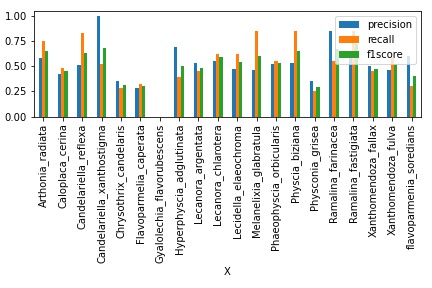 1.00
0.75
0.50
0.25
0.00
precision
recall
f1score
Arthonia_radiata
Caloplaca_cerina
Candelariella_reflexa
Candelariella_xanthostigma
Chrysothrix_candelaris
Flavoparmelia_caperata
Gyalolechia_flavorubescens
Hyperphyscia_adglutinata
Lecanora_argentata
Lecanora_chlarotera
Lecidella_elaeochroma
Melanelixia_glabratula
Phaeophyscia_orbicularis
Physcia_biziana
Physconia_grisea
Ramalina_farinacea
Ramalina_fastigiata
Xanthomendoza_fallax
Xanthomendoza_fulva
flavoparmenia_soredians
X